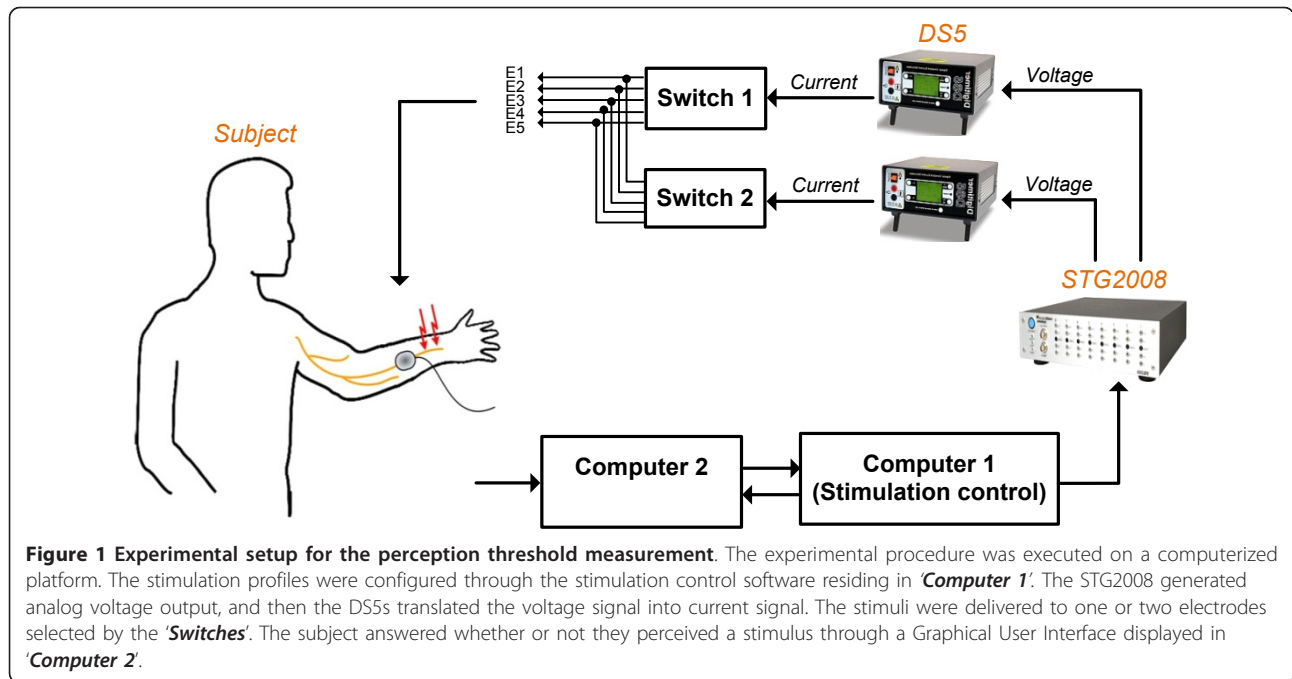 DS5
E1
E2
E3
E4
E5
Switch 1
Current
Voltage
Subject
Switch 2
Current
Voltage
STG2008
Computer 2
Computer 1
(Stimulation control)
Figure 1 Experimental setup for the perception threshold measurement. The experimental procedure was executed on a computerized
platform. The stimulation profiles were configured through the stimulation control software residing in 'Computer 1'. The STG2008 generated
analog voltage output, and then the DS5s translated the voltage signal into current signal. The stimuli were delivered to one or two electrodes
selected by the 'Switches'. The subject answered whether or not they perceived a stimulus through a Graphical User Interface displayed in
'Computer 2'.